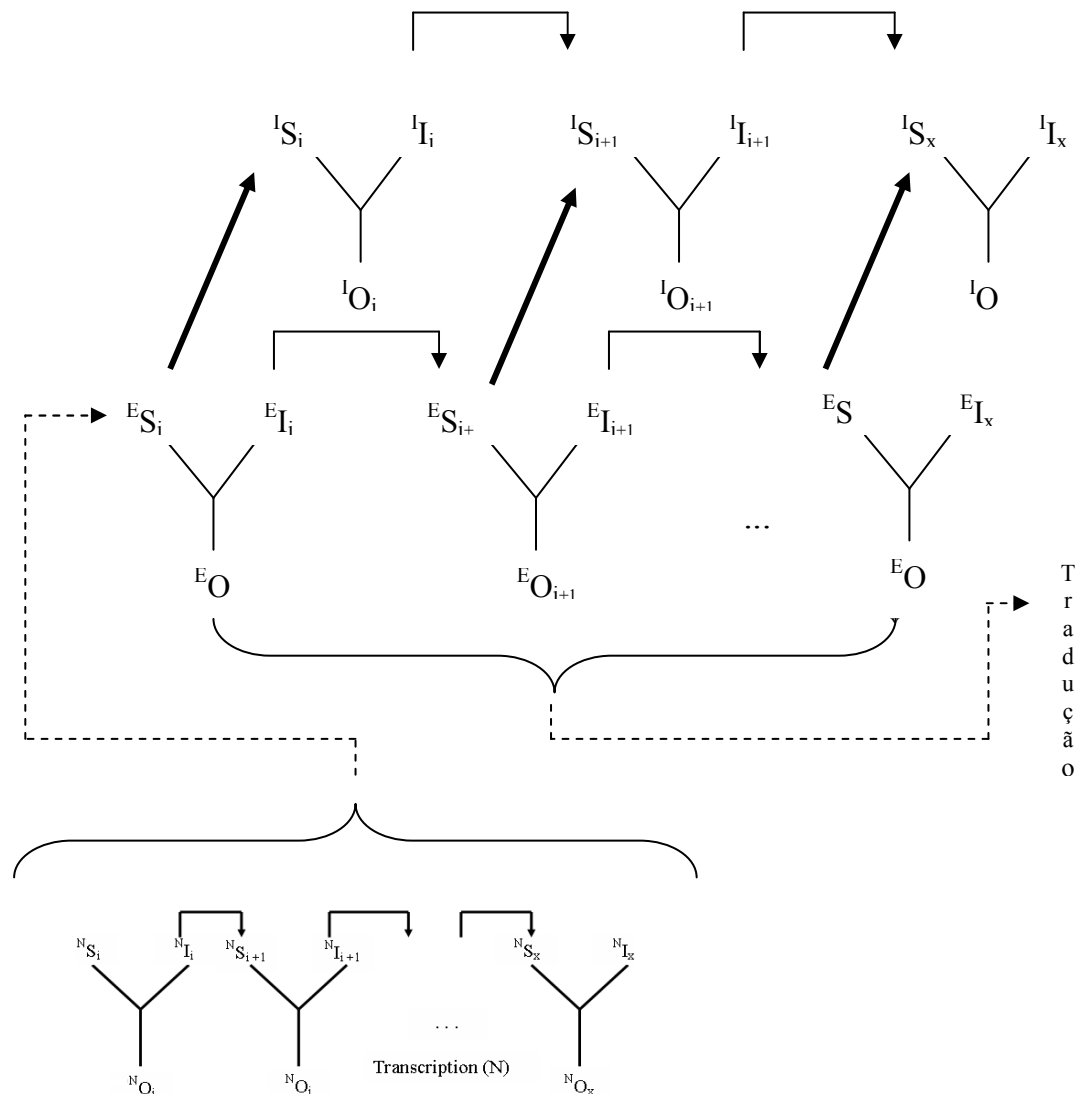 ᴵSᵢ ᴵIᵢ ᴵSᵢ₊₁ ᴵIᵢ₊₁ ᴵSₓ ᴵIₓ
ᴵOᵢ ᴵOᵢ₊₁ ᴵO
ᴱSᵢ ᴱIᵢ ᴱSᵢ₊ ᴱIᵢ₊₁ ᴱS ᴱIₓ
...
ᴱO ᴱOᵢ₊₁ ᴱO
Tradução
ᴺSᵢ ᴺIᵢ ᴺSᵢ₊₁ ᴺIᵢ₊₁ ᴺSₓ ᴺIₓ
. . .
Transcription (N)
ᴺOᵢ ᴺOᵢ ᴺOₓ